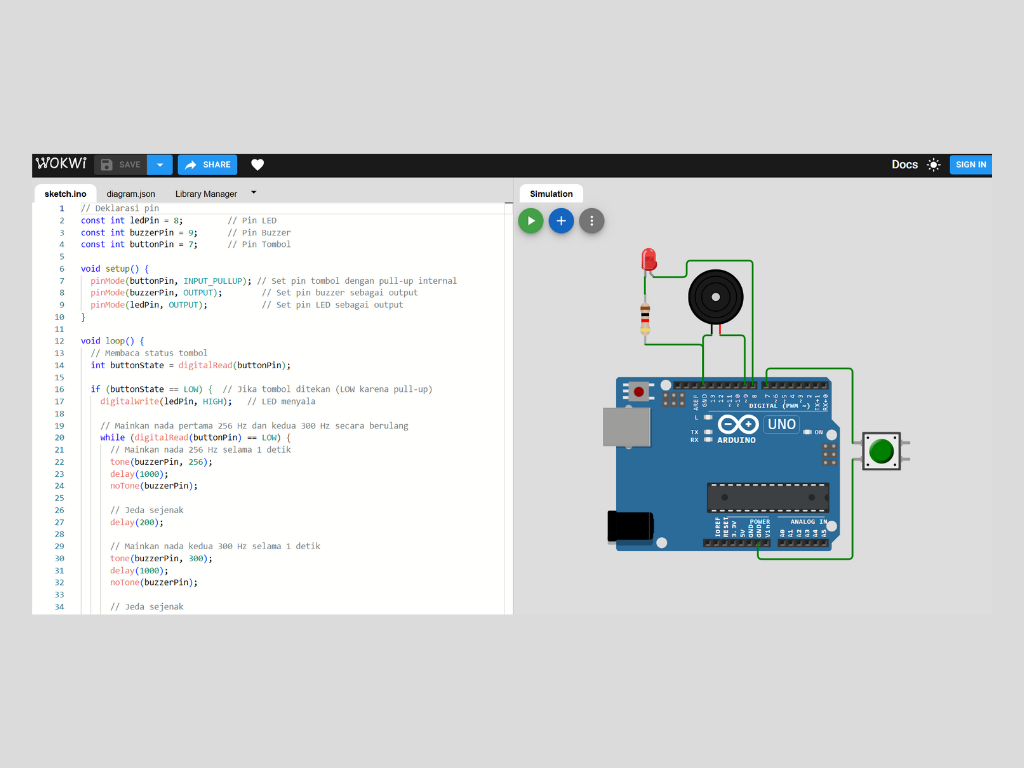 WOKWi SAVE SHARE Docs SIGN IN
sketch.ino diagram.json Library Manager
Simulation
1 // Deklarasi pin
2 const int ledPin = 8; // Pin LED
3 const int buzzerPin = 9; // Pin Buzzer
4 const int buttonPin = 7; // Pin Tombol
5
6 void setup() {
7 pinMode(buttonPin, INPUT_PULLUP); // Set pin tombol dengan pull-up internal
8 pinMode(buzzerPin, OUTPUT); // Set pin buzzer sebagai output
9 pinMode(ledPin, OUTPUT); // Set pin LED sebagai output
10 }
11
12 void loop() {
13 // Membaca status tombol
14 int buttonState = digitalRead(buttonPin);
15
16 if (buttonState == LOW) { // Jika tombol ditekan (LOW karena pull-up)
17 digitalWrite(ledPin, HIGH); // LED menyala
18
19 // Mainkan nada pertama 256 Hz dan kedua 300 Hz secara berulang
20 while (digitalRead(buttonPin) == LOW) {
21 // Mainkan nada 256 Hz selama 1 detik
22 tone(buzzerPin, 256);
23 delay(1000);
24 noTone(buzzerPin);
25
26 // Jeda sejenak
27 delay(200);
28
29 // Mainkan nada kedua 300 Hz selama 1 detik
30 tone(buzzerPin, 300);
31 delay(1000);
32 noTone(buzzerPin);
33
34 // Jeda sejenak
AREF GND 13 12 ~11 ~10 ~9 8 7 ~6 ~5 4 ~3 2 TX→1 RX←0
DIGITAL (PWM ~)
L
TX
RX
UNO
ARDUINO
ON
POWER
ANALOG IN
IOREF RESET 3.3V 5V GND GND Vin A0 A1 A2 A3 A4 A5